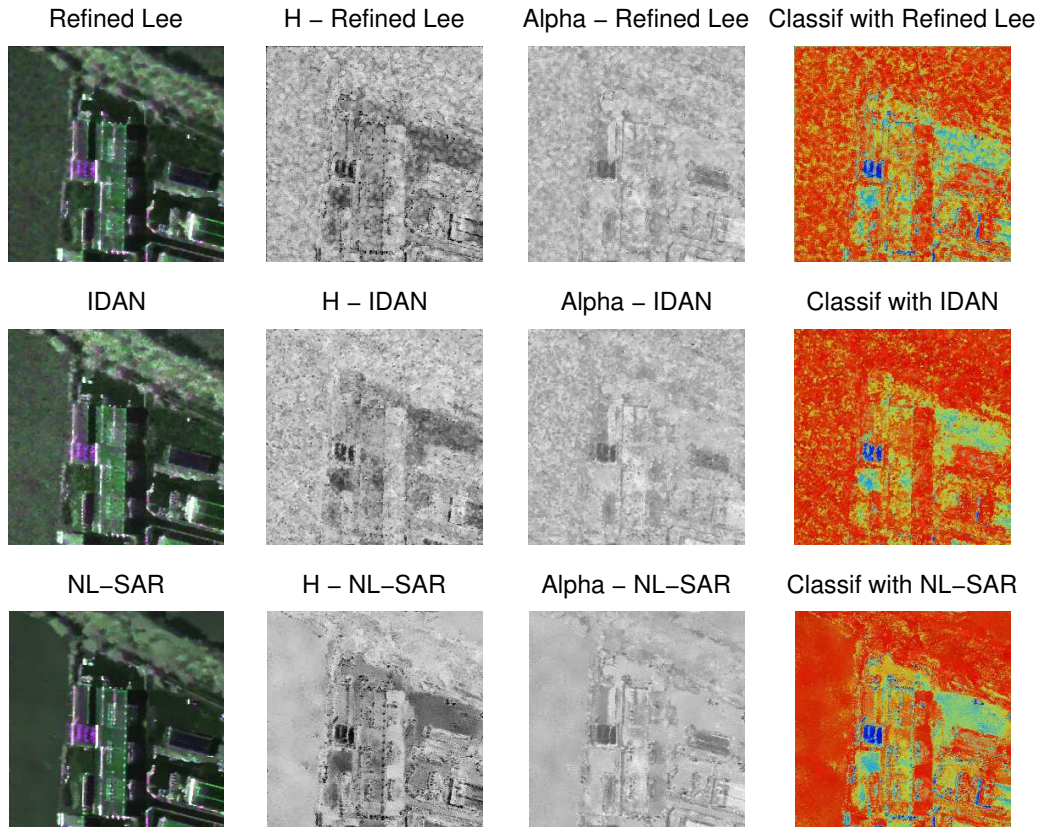 Refined Lee
H − Refined Lee
Alpha − Refined Lee
Classif with Refined Lee
IDAN
H − IDAN
Alpha − IDAN
Classif with IDAN
NL−SAR
H − NL−SAR
Alpha − NL−SAR
Classif with NL−SAR